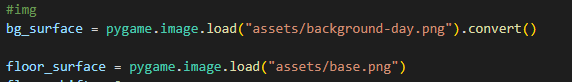 #img
bg_surface = pygame.image.load("assets/background-day.png").convert()
floor_surface = pygame.image.load("assets/base.png")